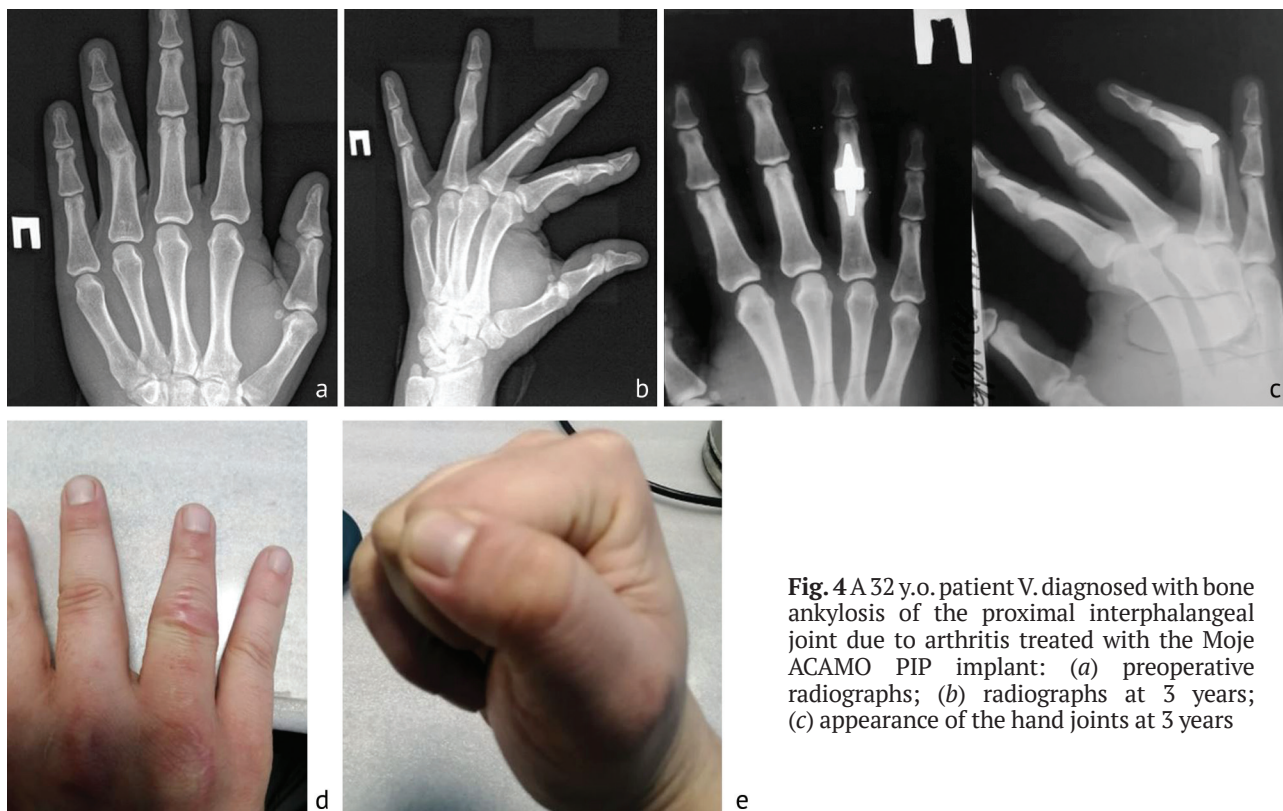 П
a
П
b
П
c
d
e
Fig. 4 A 32 y.o. patient V. diagnosed with bone
ankylosis of the proximal interphalangeal
joint due to arthritis treated with the Moje
ACAMO PIP implant: (a) preoperative
radiographs; (b) radiographs at 3 years;
(c) appearance of the hand joints at 3 years